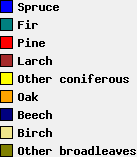 Spruce
Fir
Pine
Larch
Other coniferous
Oak
Beech
Birch
Other broadleaves